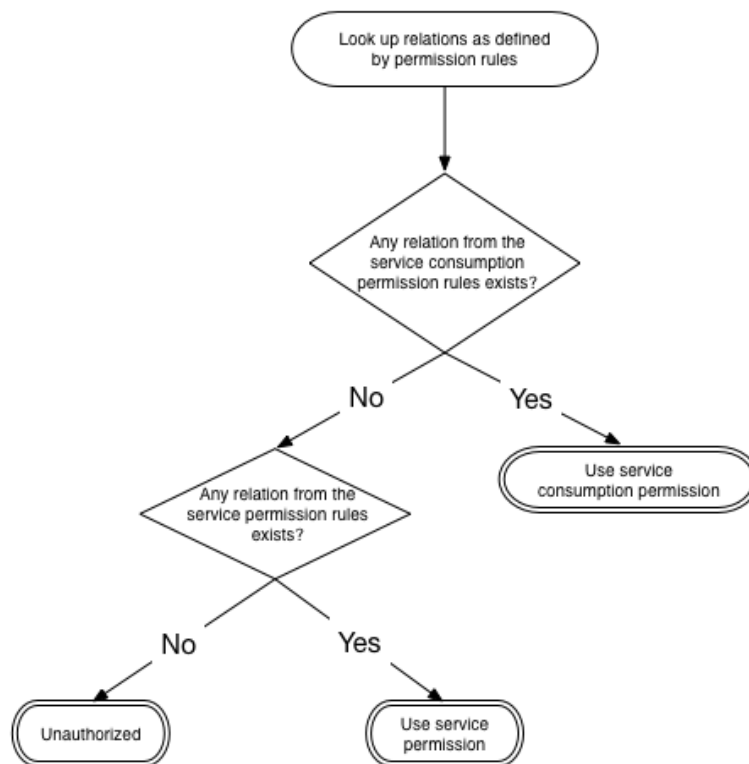 Look up relations as defined
by permission rules
Any relation from the
service consumption
permission rules exists?
No
Yes
Use service
consumption permission
Any relation from the
service permission rules
exists?
No
Yes
Unauthorized
Use service
permission